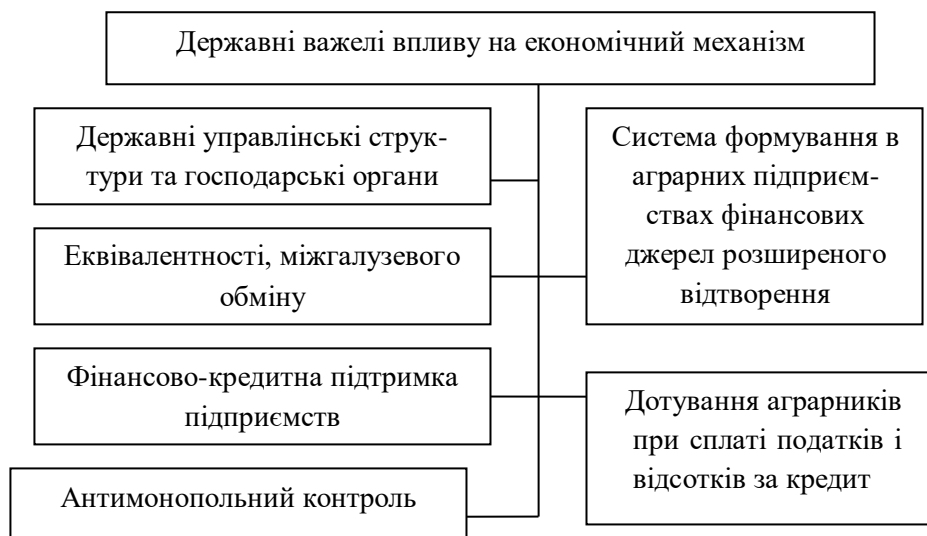 Державні важелі впливу на економічний механізм
Державні управлінські струк-
тури та господарські органи
Еквівалентності, міжгалузевого
обміну
Фінансово-кредитна підтримка
підприємств
Антимонопольний контроль
Система формування в
аграрних підприєм-
ствах фінансових
джерел розширеного
відтворення
Дотування аграрників
при сплаті податків і
відсотків за кредит